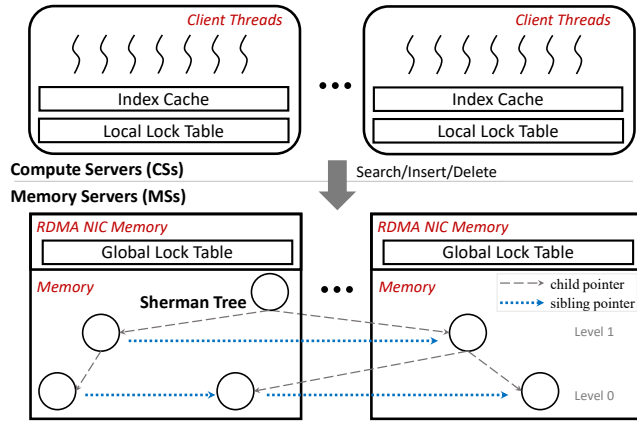 Client Threads
Client Threads
Index Cache
Index Cache
Local Lock Table
Local Lock Table
Compute Servers (CSs)
Search/Insert/Delete
Memory Servers (MSs)
RDMA NIC Memory
RDMA NIC Memory
Global Lock Table
Global Lock Table
Memory
Memory
child pointer
Sherman Tree
sibling pointer
Level 1
Level 0